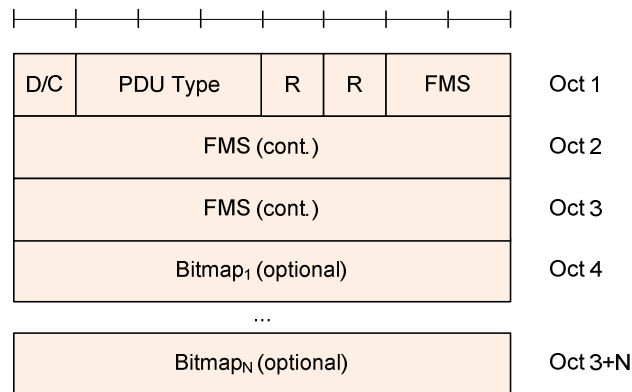 D/C PDU Type R R FMS Oct 1
FMS (cont.) Oct 2
FMS (cont.) Oct 3
Bitmap₁ (optional) Oct 4
...
Bitmap_N (optional) Oct 3+N